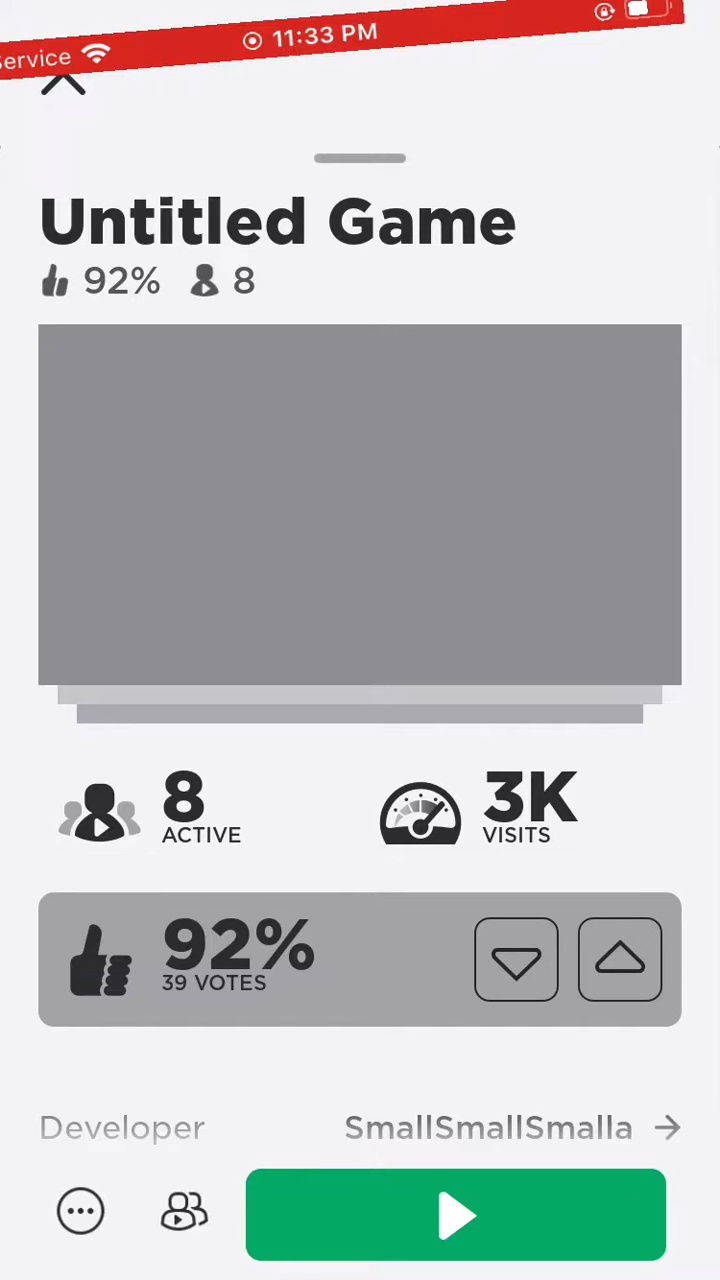 Service 11:33 PM
Untitled Game
92% 8
8
ACTIVE
3K
VISITS
92%
39 VOTES
Developer SmallSmallSmalla